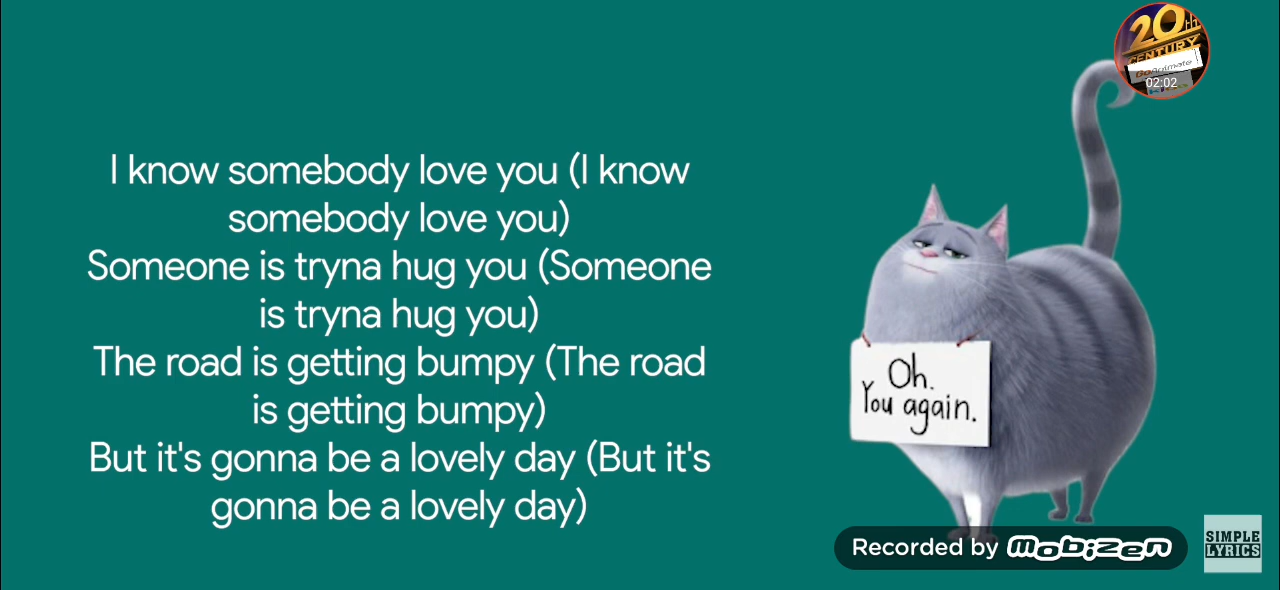 20th
CENTURY
GoAnimate
02:02
I know somebody love you (I know
somebody love you)
Someone is tryna hug you (Someone
is tryna hug you)
The road is getting bumpy (The road
is getting bumpy)
But it's gonna be a lovely day (But it's
gonna be a lovely day)
Oh.
You again.
Recorded by mobizen
SIMPLE
LYRICS